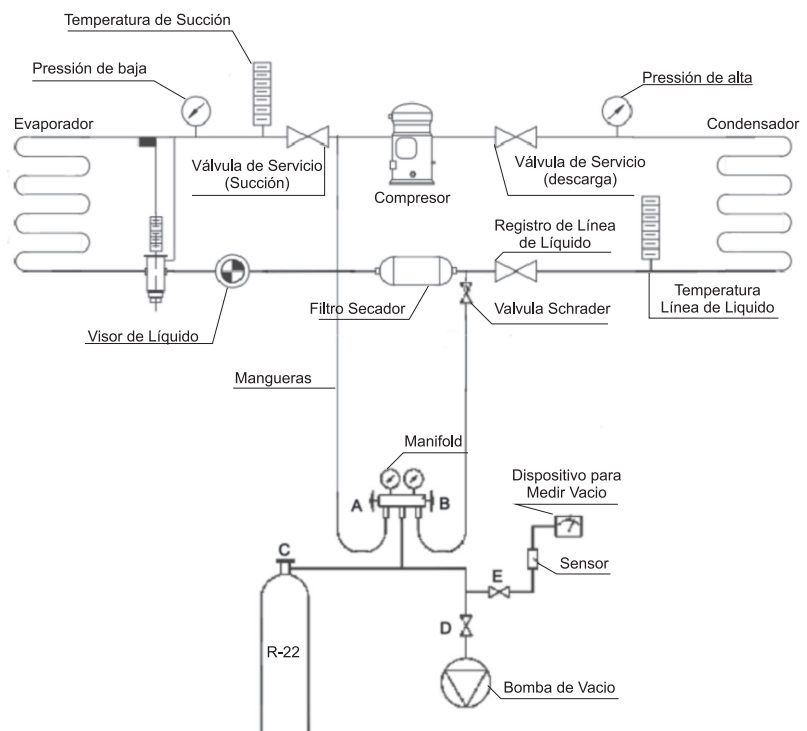 Temperatura de Succión
Pressión de baja
Pressión de alta
Evaporador
Condensador
Válvula de Servicio
(Succión)
Compresor
Válvula de Servicio
(descarga)
Registro de Línea
de Líquido
Visor de Líquido
Filtro Secador
Valvula Schrader
Temperatura
Línea de Liquido
Mangueras
Manifold
Dispositivo para
Medir Vacio
A
B
C
E
Sensor
D
R-22
Bomba de Vacio